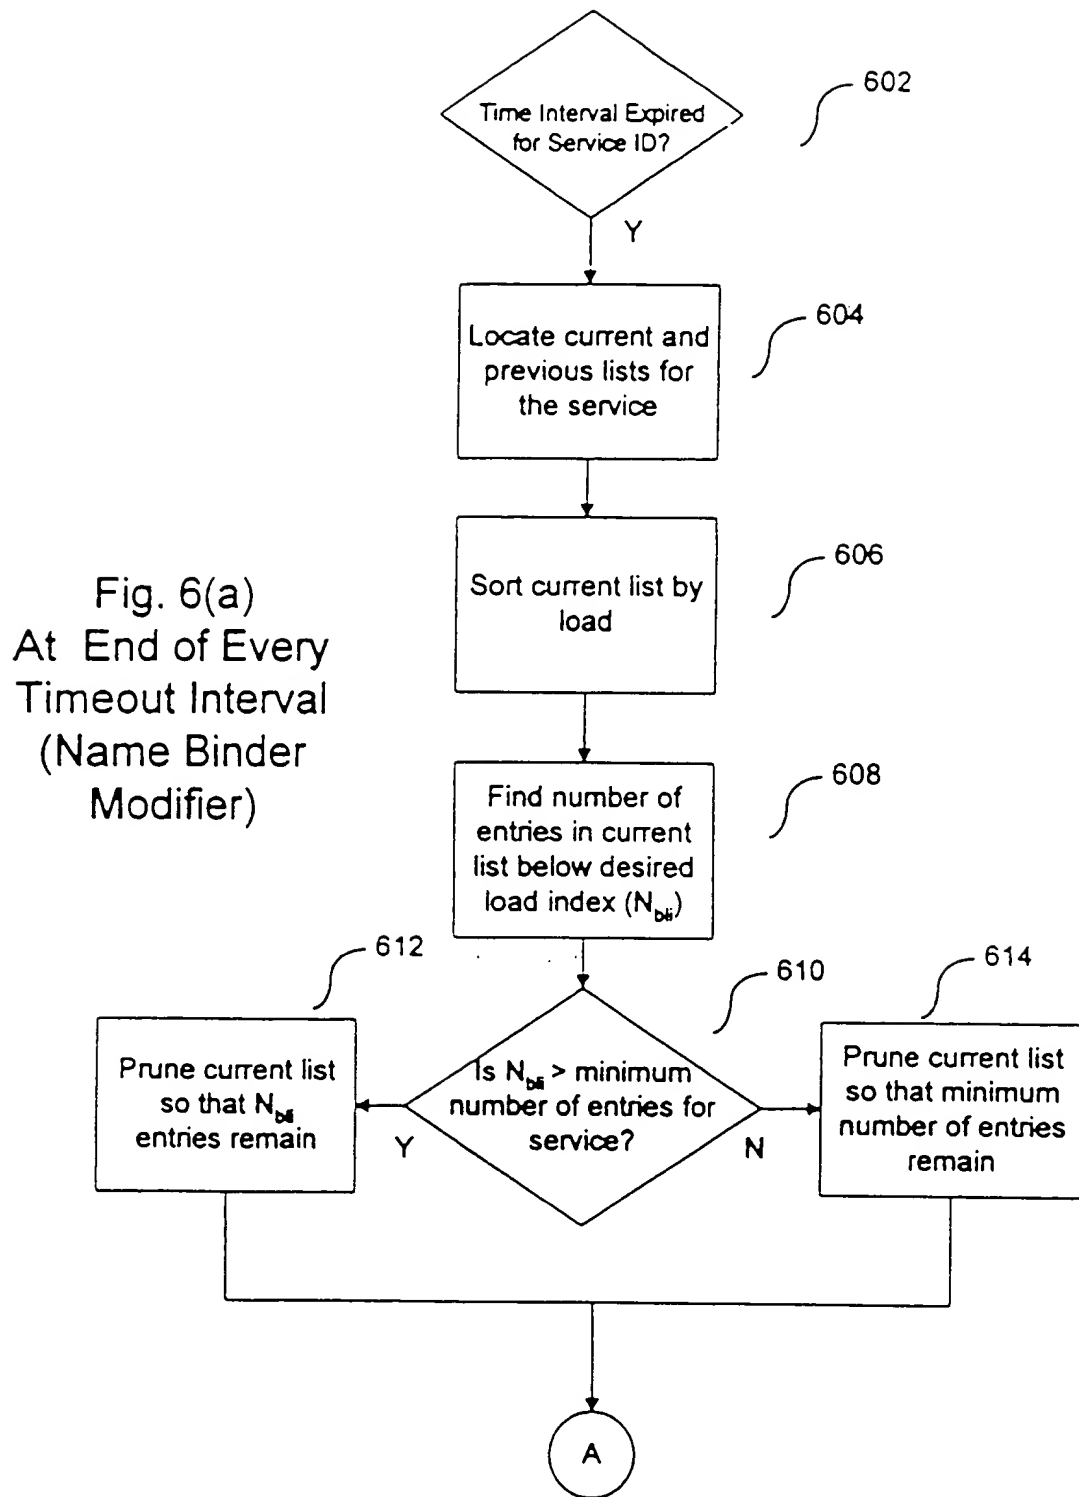 Time Interval Expired
for Service ID?
602
Y
Locate current and
previous lists for
the service
604
Sort current list by
load
606
Fig. 6(a)
At End of Every
Timeout Interval
(Name Binder
Modifier)
Find number of
entries in current
list below desired
load index (N_bli)
608
612
610
614
Prune current list
so that N_bli
entries remain
Is N_bli > minimum
number of entries for
service?
Y
N
Prune current list
so that minimum
number of entries
remain
A